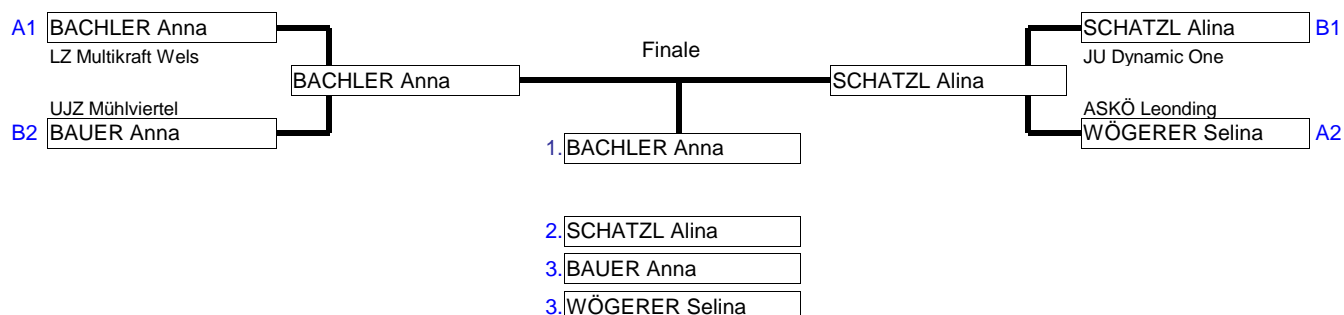 A1 BACHLER Anna
LZ Multikraft Wels
BACHLER Anna
UJZ Mühlviertel
B2 BAUER Anna
Finale
SCHATZL Alina B1
JU Dynamic One
SCHATZL Alina
ASKÖ Leonding
WÖGERER Selina A2
1. BACHLER Anna
2. SCHATZL Alina
3. BAUER Anna
3. WÖGERER Selina